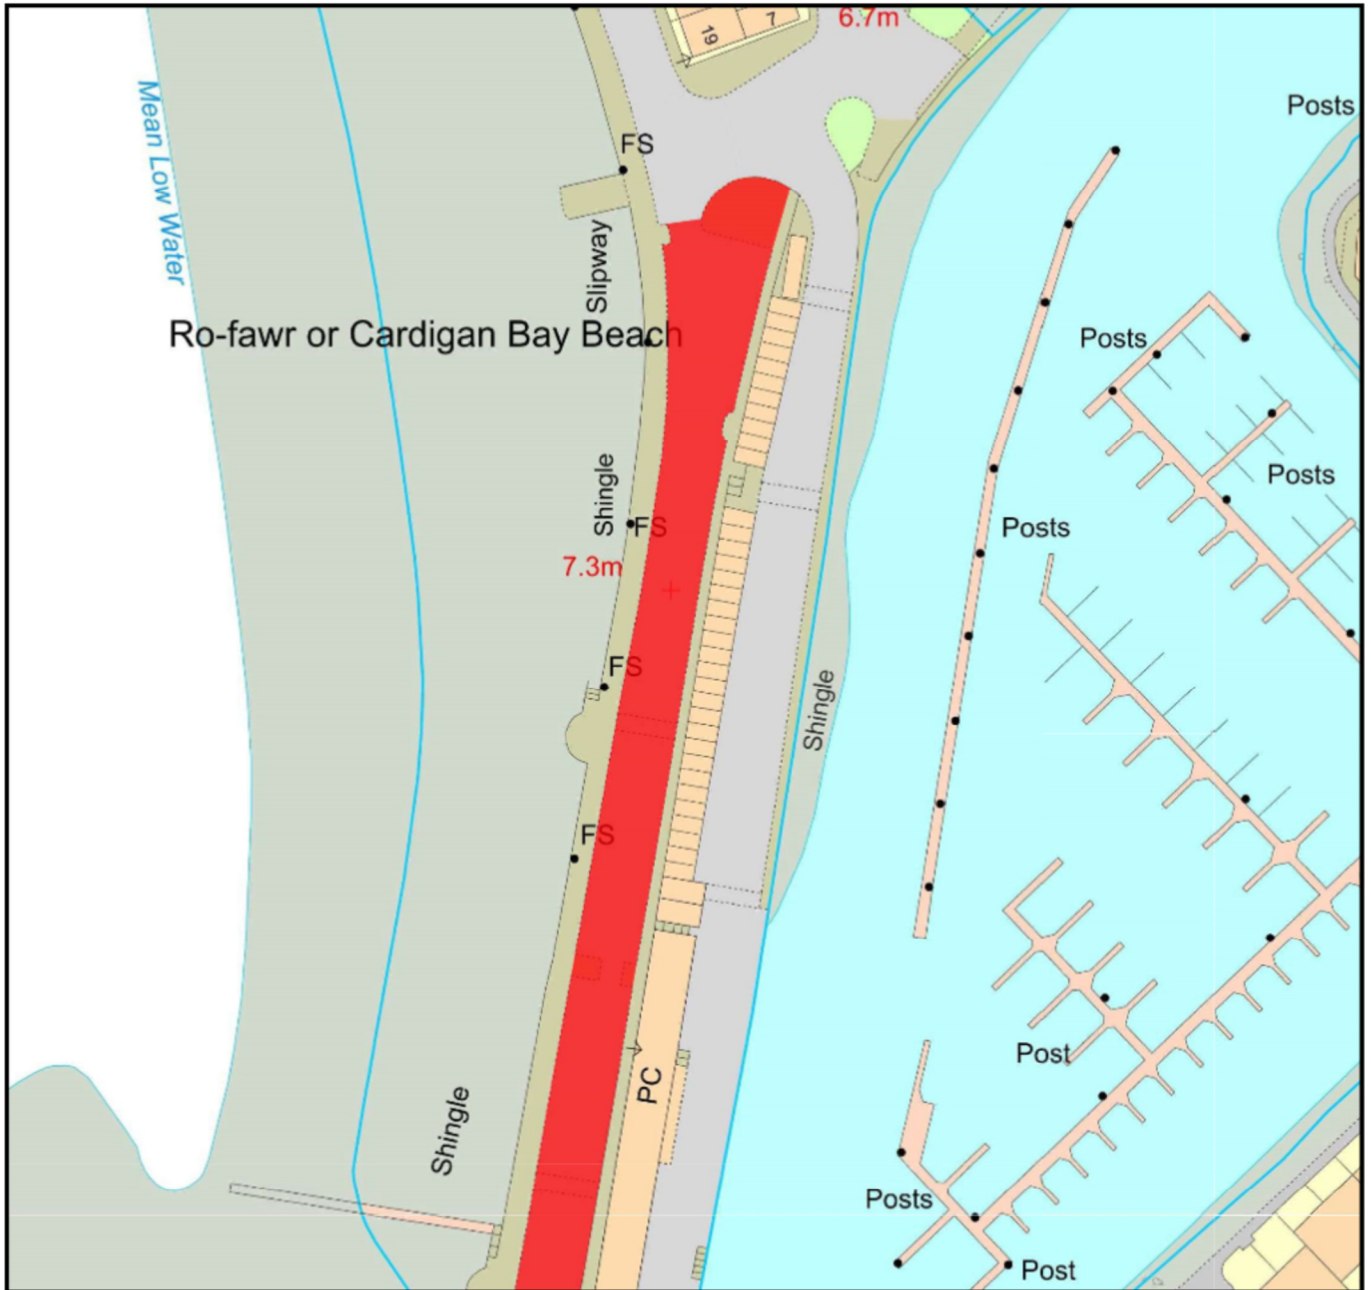 7
6.7m
19
Mean Low Water
Posts
FS
Slipway
Ro-fawr or Cardigan Bay Beach
Posts
Shingle
Posts
FS
Posts
7.3m
FS
Shingle
FS
Post
PC
Shingle
Posts
Post